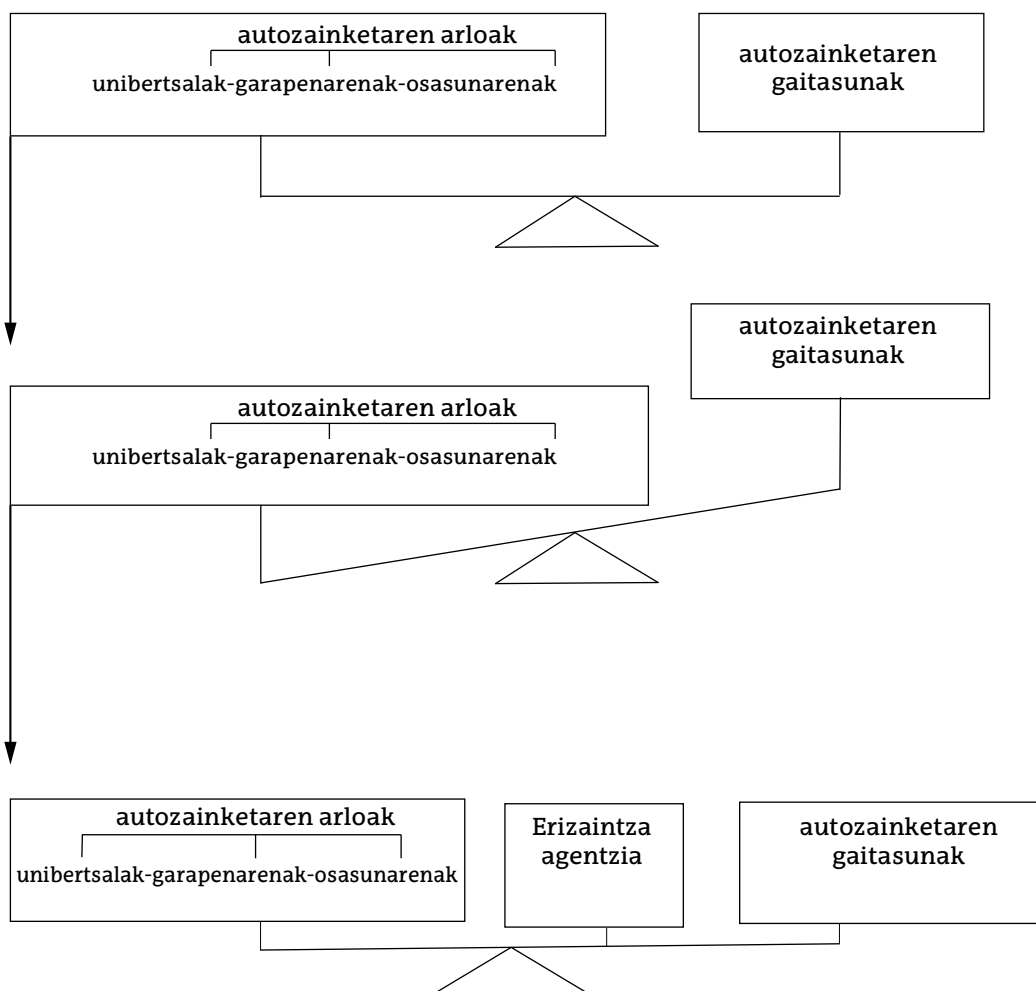 autozainketaren arloak
unibertsalak-garapenarenak-osasunarenak
autozainketaren
gaitasunak
autozainketaren
gaitasunak
autozainketaren arloak
unibertsalak-garapenarenak-osasunarenak
autozainketaren arloak
unibertsalak-garapenarenak-osasunarenak
Erizaintza
agentzia
autozainketaren
gaitasunak